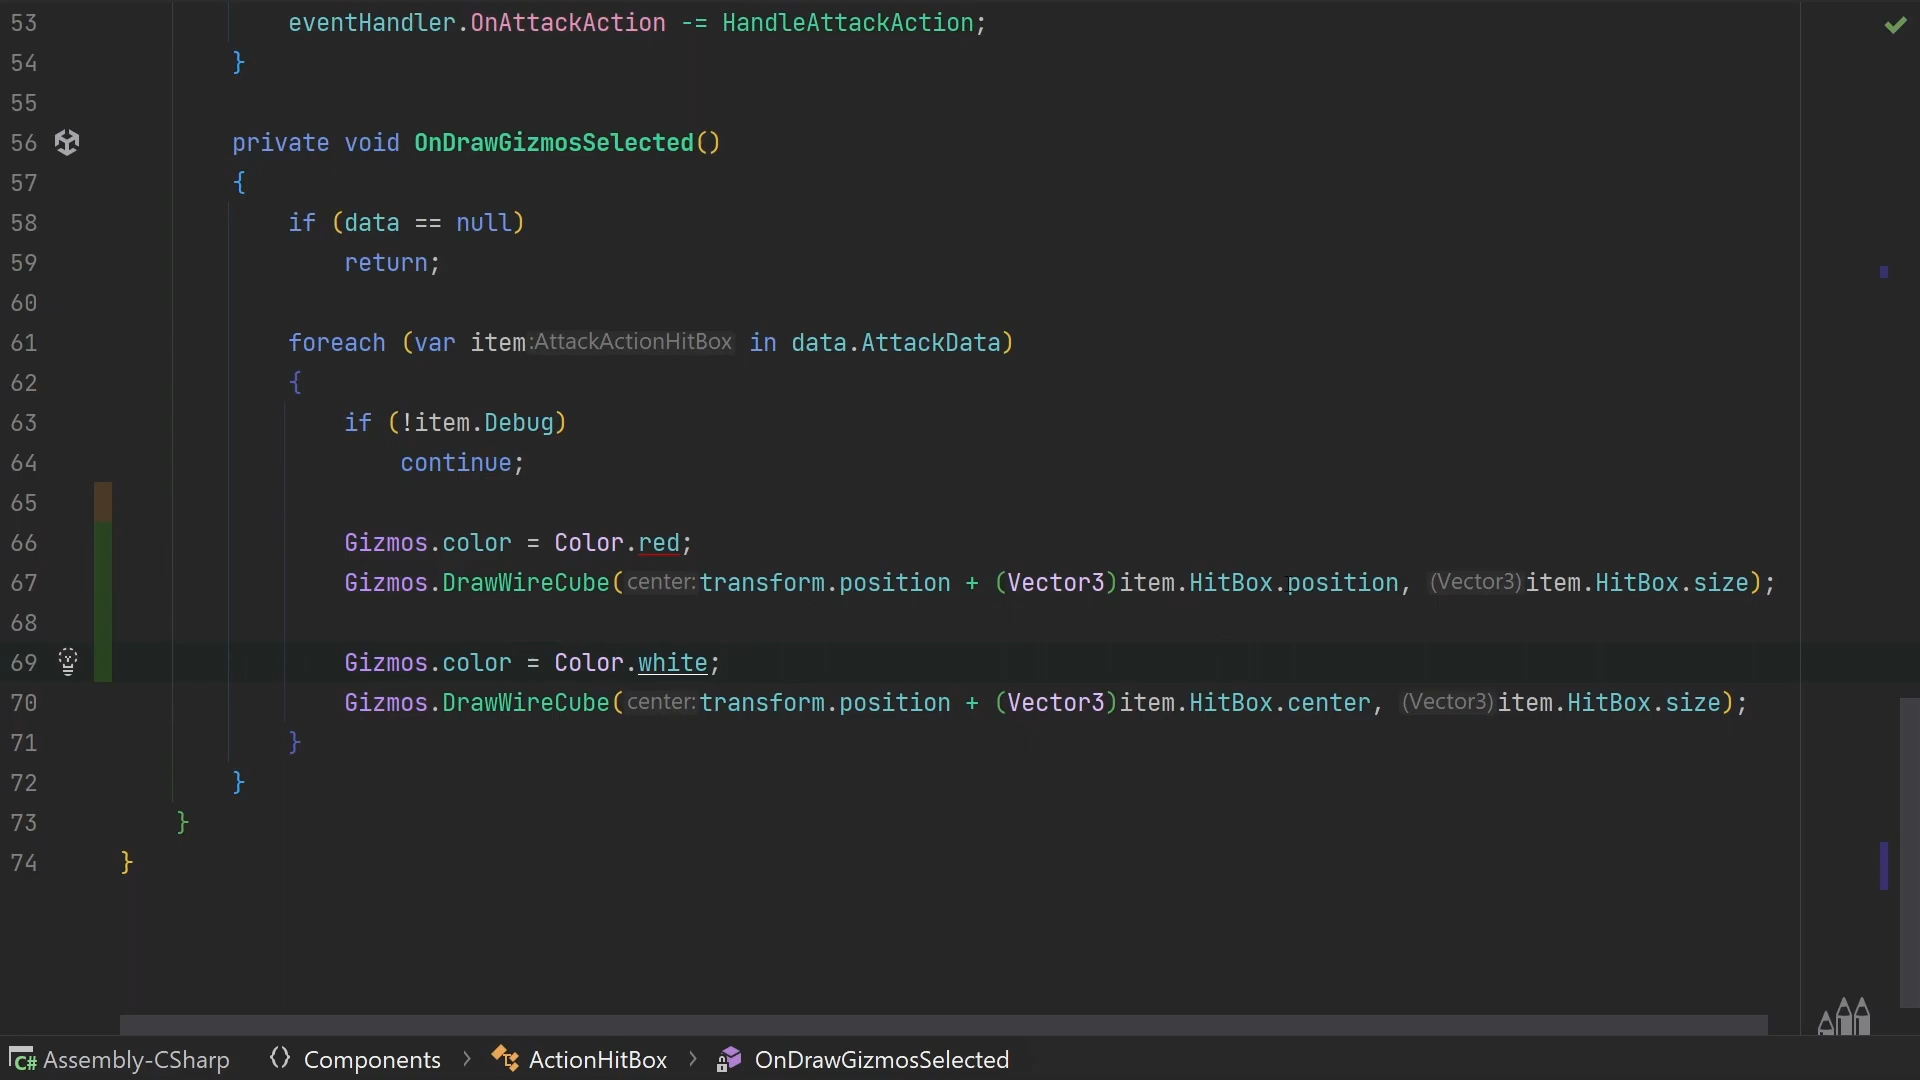 53 eventHandler.OnAttackAction -= HandleAttackAction;
54 }
55
56 private void OnDrawGizmosSelected()
57 {
58 if (data == null)
59 return;
60
61 foreach (var item:AttackActionHitBox in data.AttackData)
62 {
63 if (!item.Debug)
64 continue;
65
66 Gizmos.color = Color.red;
67 Gizmos.DrawWireCube(center:transform.position + (Vector3)item.HitBox.position, (Vector3)item.HitBox.size);
68
69 Gizmos.color = Color.white;
70 Gizmos.DrawWireCube(center:transform.position + (Vector3)item.HitBox.center, (Vector3)item.HitBox.size);
71 }
72 }
73 }
74 }
C# Assembly-CSharp {} Components > ActionHitBox > OnDrawGizmosSelected